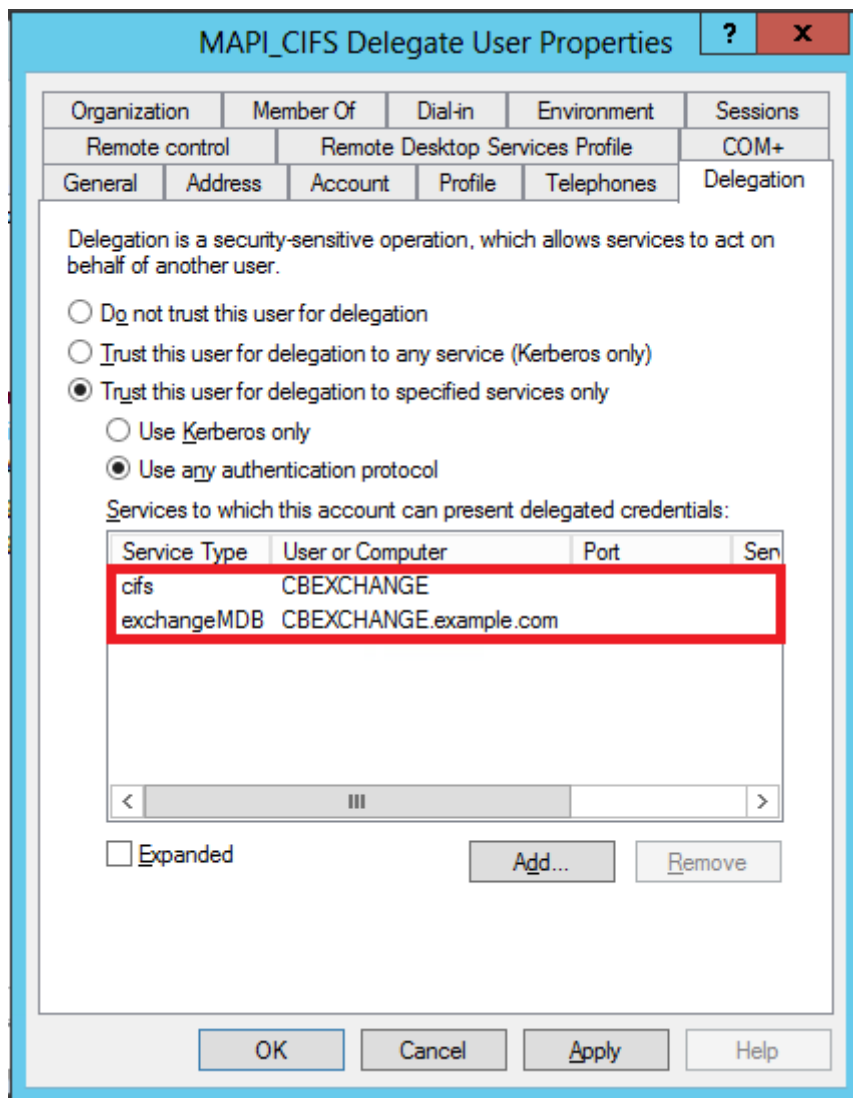 MAPI_CIFS Delegate User Properties
? x
Organization Member Of Dial-in Environment Sessions
Remote control Remote Desktop Services Profile COM+
General Address Account Profile Telephones Delegation
Delegation is a security-sensitive operation, which allows services to act on
behalf of another user.
Do not trust this user for delegation
Trust this user for delegation to any service (Kerberos only)
Trust this user for delegation to specified services only
Use Kerberos only
Use any authentication protocol
Services to which this account can present delegated credentials:
Service Type User or Computer Port Serv
cifs CBEXCHANGE
exchangeMDB CBEXCHANGE.example.com
Expanded Add... Remove
OK Cancel Apply Help